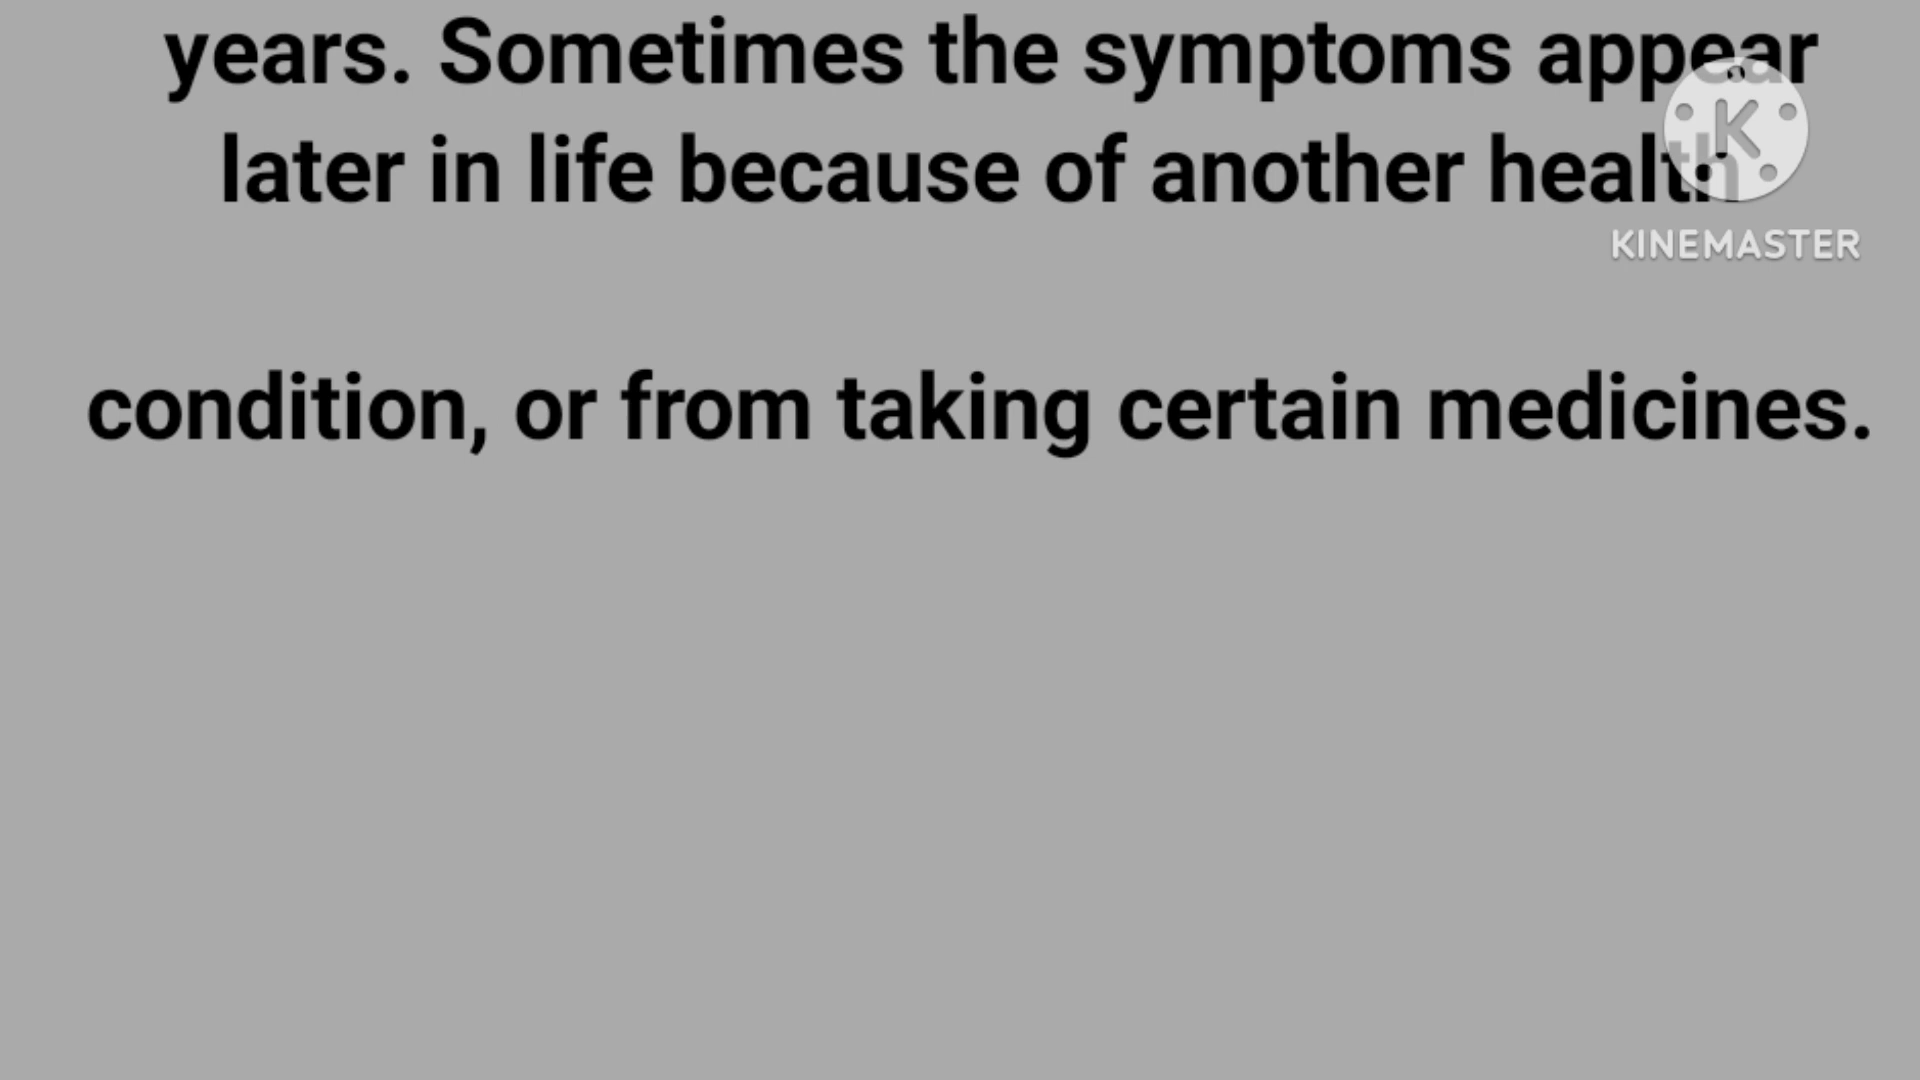 years. Sometimes the symptoms appear
later in life because of another health
K
KINEMASTER
condition, or from taking certain medicines.